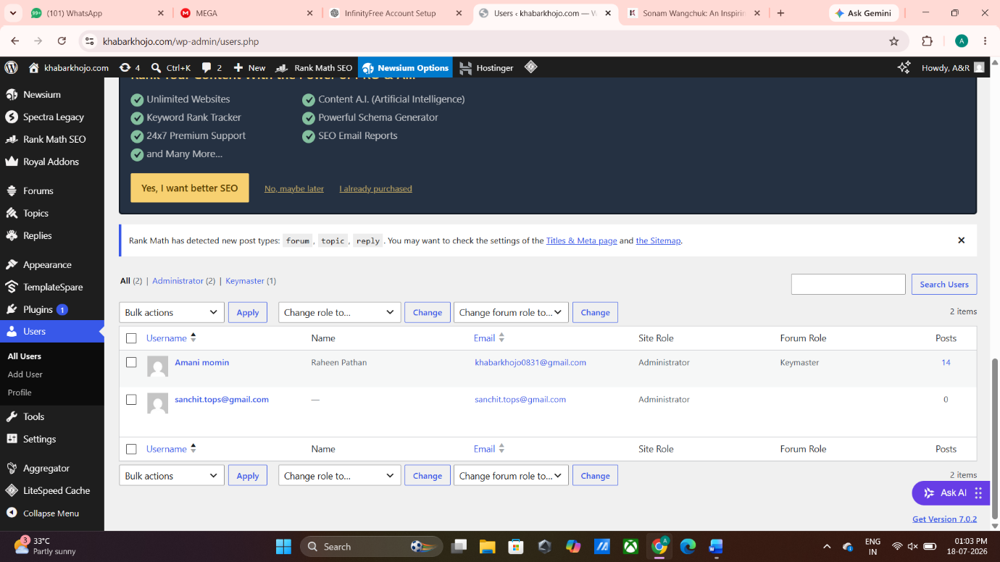 99+ (101) WhatsApp
MEGA
InfinityFree Account Setup
Users ‹ khabarkhojo.com — W
Sonam Wangchuk: An Inspirin
Ask Gemini
khabarkhojo.com/wp-admin/users.php
A
khabarkhojo.com 4 Ctrl+K 2 New Rank Math SEO Newsium Options Hostinger Howdy, A&R
Newsium
Spectra Legacy
Rank Math SEO
Royal Addons
Forums
Topics
Replies
Appearance
TemplateSpare
Plugins 1
Users
All Users
Add User
Profile
Tools
Settings
Aggregator
LiteSpeed Cache
Collapse Menu
Rank Your Content With the Power of PRO & A.I.
Unlimited Websites
Content A.I. (Artificial Intelligence)
Keyword Rank Tracker
Powerful Schema Generator
24x7 Premium Support
SEO Email Reports
and Many More...
Yes, I want better SEO No, maybe later I already purchased
Rank Math has detected new post types: forum, topic, reply. You may want to check the settings of the Titles & Meta page and the Sitemap.
All (2) | Administrator (2) | Keymaster (1)
Search Users
Bulk actions Apply Change role to... Change Change forum role to... Change 2 items
Username Name Email Site Role Forum Role Posts
Amani momin Raheen Pathan khabarkhojo0831@gmail.com Administrator Keymaster 14
sanchit.tops@gmail.com — sanchit.tops@gmail.com Administrator 0
Username Name Email Site Role Forum Role Posts
Bulk actions Apply Change role to... Change Change forum role to... Change 2 items
Ask AI
Get Version 7.0.2
3 33°C
Partly sunny
Search
A
ENG
IN
01:03 PM
18-07-2026